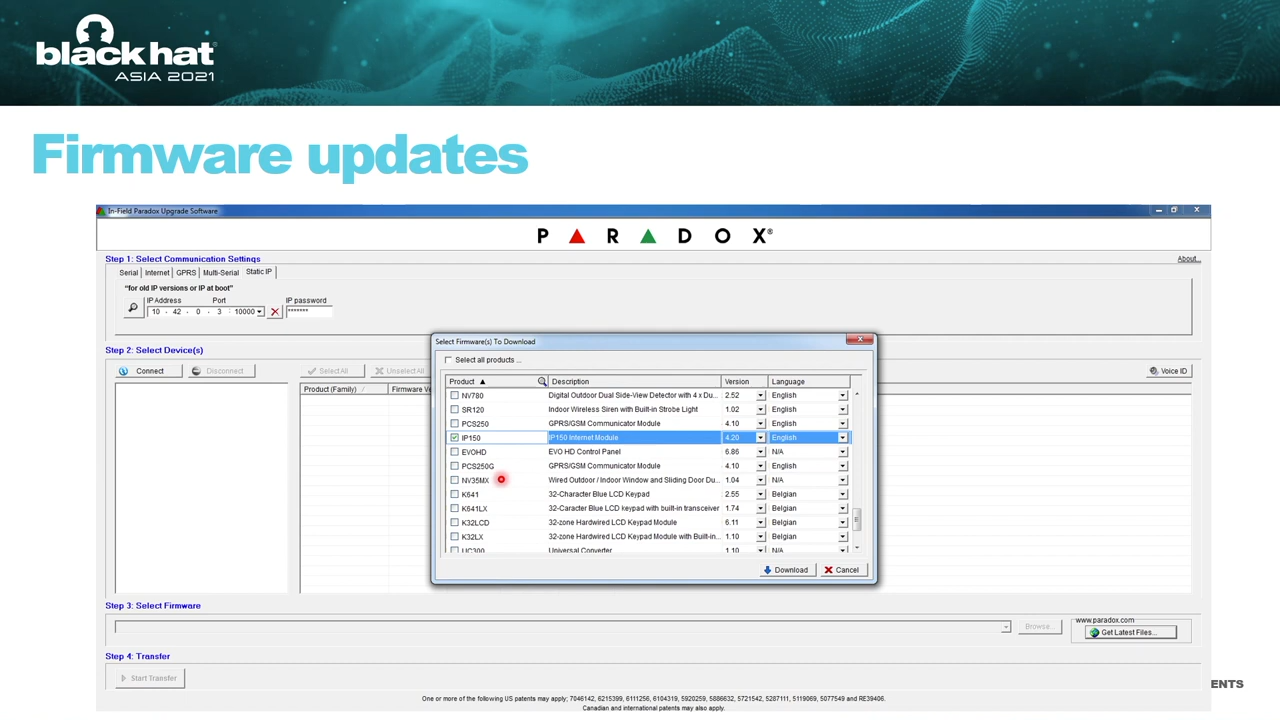 black hat
ASIA 2021
Firmware updates
In-Field Paradox Upgrade Software
PARADOX®
Step 1: Select Communication Settings
About...
Serial Internet GPRS Multi-Serial Static IP
"for old IP versions or IP at boot"
IP Address Port IP password
10 . 42 . 0 . 3 : 10000 *******
Step 2: Select Device(s)
Connect Disconnect Select All Unselect All Voice ID
Product (Family) / Firmware Ve
Select Firmware(s) To Download
Select all products ...
Product ▲ Description Version Language
NV780 Digital Outdoor Dual Side-View Detector with 4 x Du... 2.52 English
SR120 Indoor Wireless Siren with Built-in Strobe Light 1.02 English
PCS250 GPRS/GSM Communicator Module 4.10 English
IP150 IP150 Internet Module 4.20 English
EVOHD EVO HD Control Panel 6.86 N/A
PCS250G GPRS/GSM Communicator Module 4.10 English
NV35MX Wired Outdoor / Indoor Window and Sliding Door Du... 1.04 N/A
K641 32-Character Blue LCD Keypad 2.55 Belgian
K641LX 32-Caracter Blue LCD keypad with built-in transceiver 1.74 Belgian
K32LCD 32-zone Hardwired LCD Keypad Module 6.11 Belgian
K32LX 32-zone Hardwired LCD Keypad Module with Built-in... 1.10 Belgian
UC300 Universal Converter 1.10 N/A
Download Cancel
Step 3: Select Firmware
Browse...
www.paradox.com
Get Latest Files...
Step 4: Transfer
Start Transfer
ENTS
One or more of the following US patents may apply; 7046142, 6215399, 6111256, 6104319, 5920259, 5886632, 5721542, 5287111, 5119069, 5077549 and RE39406.
Canadian and international patents may also apply.